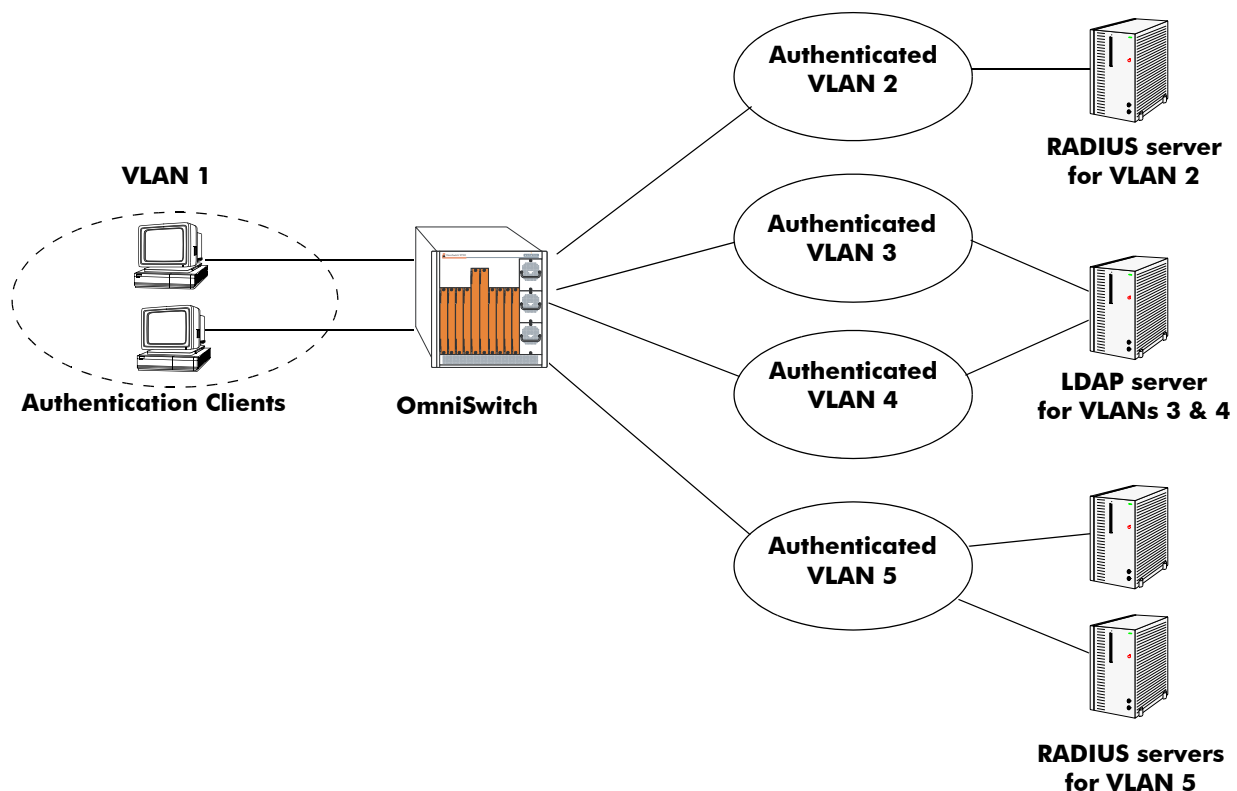 Authenticated
VLAN 2
RADIUS server
for VLAN 2
VLAN 1
Authentication Clients
OmniSwitch
Authenticated
VLAN 3
Authenticated
VLAN 4
LDAP server
for VLANs 3 & 4
Authenticated
VLAN 5
RADIUS servers
for VLAN 5